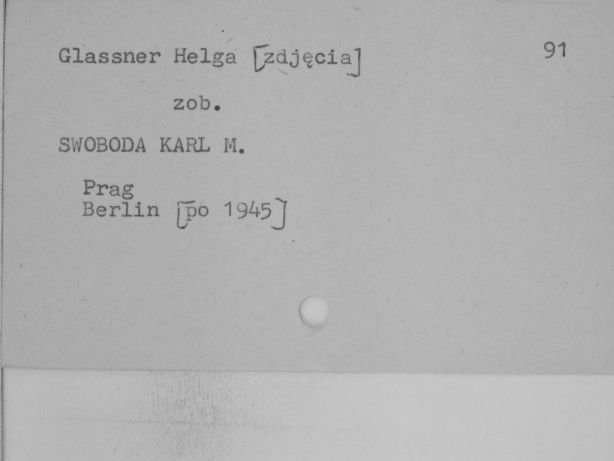 Glassner Helga [zdjęcia]
91
zob.
SWOBODA KARL M.
Prag
Berlin [po 1945]